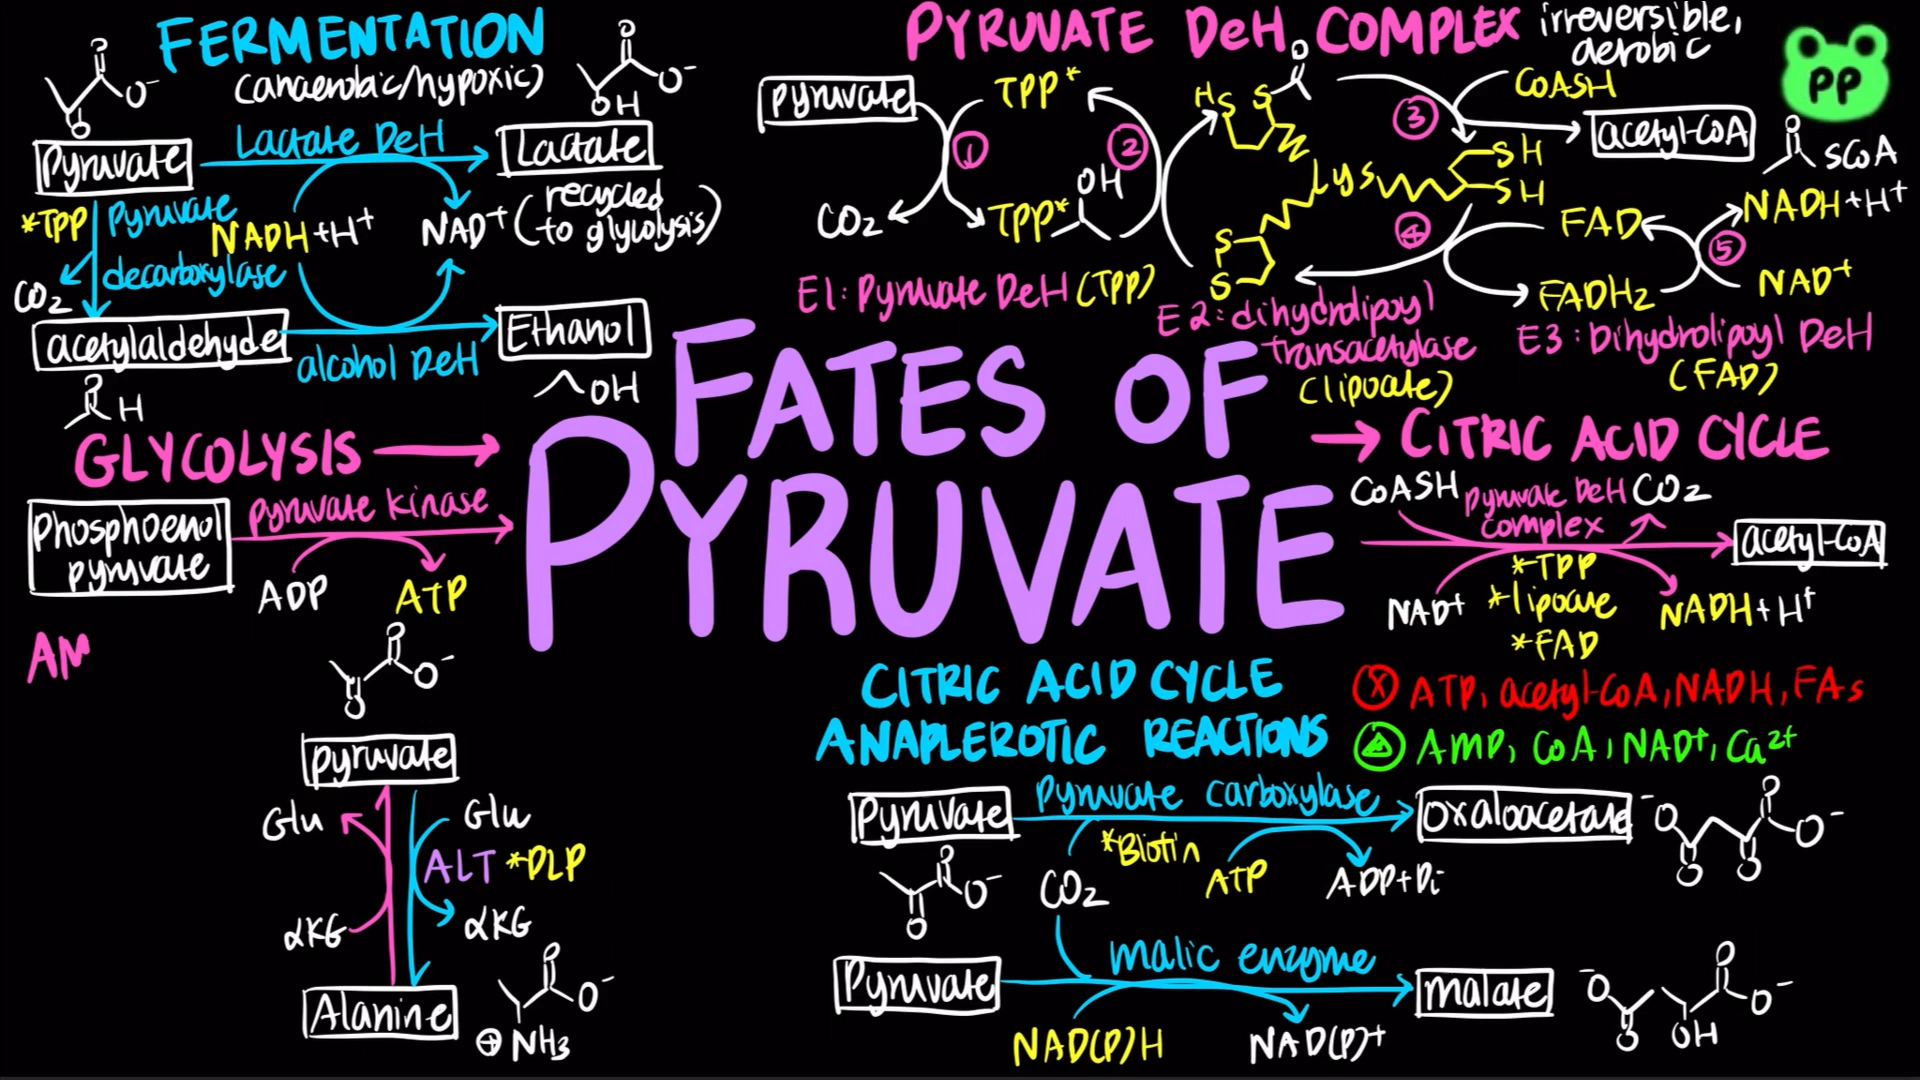 FERMENTATION
(anaerobic/hypoxic)
O
O-
O
Pyruvate
Lactate DeH
O
O-
OH
Lactate
*TPP
Pyruvate
decarboxylase
CO2
NADH+H+
NAD+ (recycled
to glycolysis)
acetylaldehyde
alcohol DeH
Ethanol
O
H
OH
PYRUVATE DeH COMPLEX
irreversible,
aerobic
PP
pyruvate
TPP*
1
2
CO2
TPP*
OH
E1: Pyruvate DeH (TPP)
HS
S
O
Lys
S
S
3
CoASH
acetyl-CoA
O
SCoA
SH
SH
4
FAD
FADH2
5
NADH+H+
NAD+
E2: dihydrolipoyl
transacetylase
(lipoate)
E3: Dihydrolipoyl DeH
(FAD)
FATES OF
PYRUVATE
GLYCOLYSIS →
Phosphoenol
pyruvate
pyruvate kinase
ADP
ATP
→ CITRIC ACID CYCLE
CoASH
pyruvate DeH
complex
CO2
acetyl-CoA
NAD+
*TPP
*lipoate
*FAD
NADH+H+
X ATP, acetyl-CoA, NADH, FAs
AMP, CoA, NAD+, Ca2+
AM
O
O-
O
pyruvate
Glu
Glu
ALT *DLP
αKG
αKG
Alanine
O
O-
+ NH3
CITRIC ACID CYCLE
ANAPLEROTIC REACTIONS
Pyruvate
Pyruvate carboxylase
*Biotin
CO2
ATP
ADP+Pi
oxaloacetate
-O
O
O
O
O-
O
O-
O
Pyruvate
malic enzyme
malate
NAD(P)H
NAD(P)+
-O
O
OH
O
O-